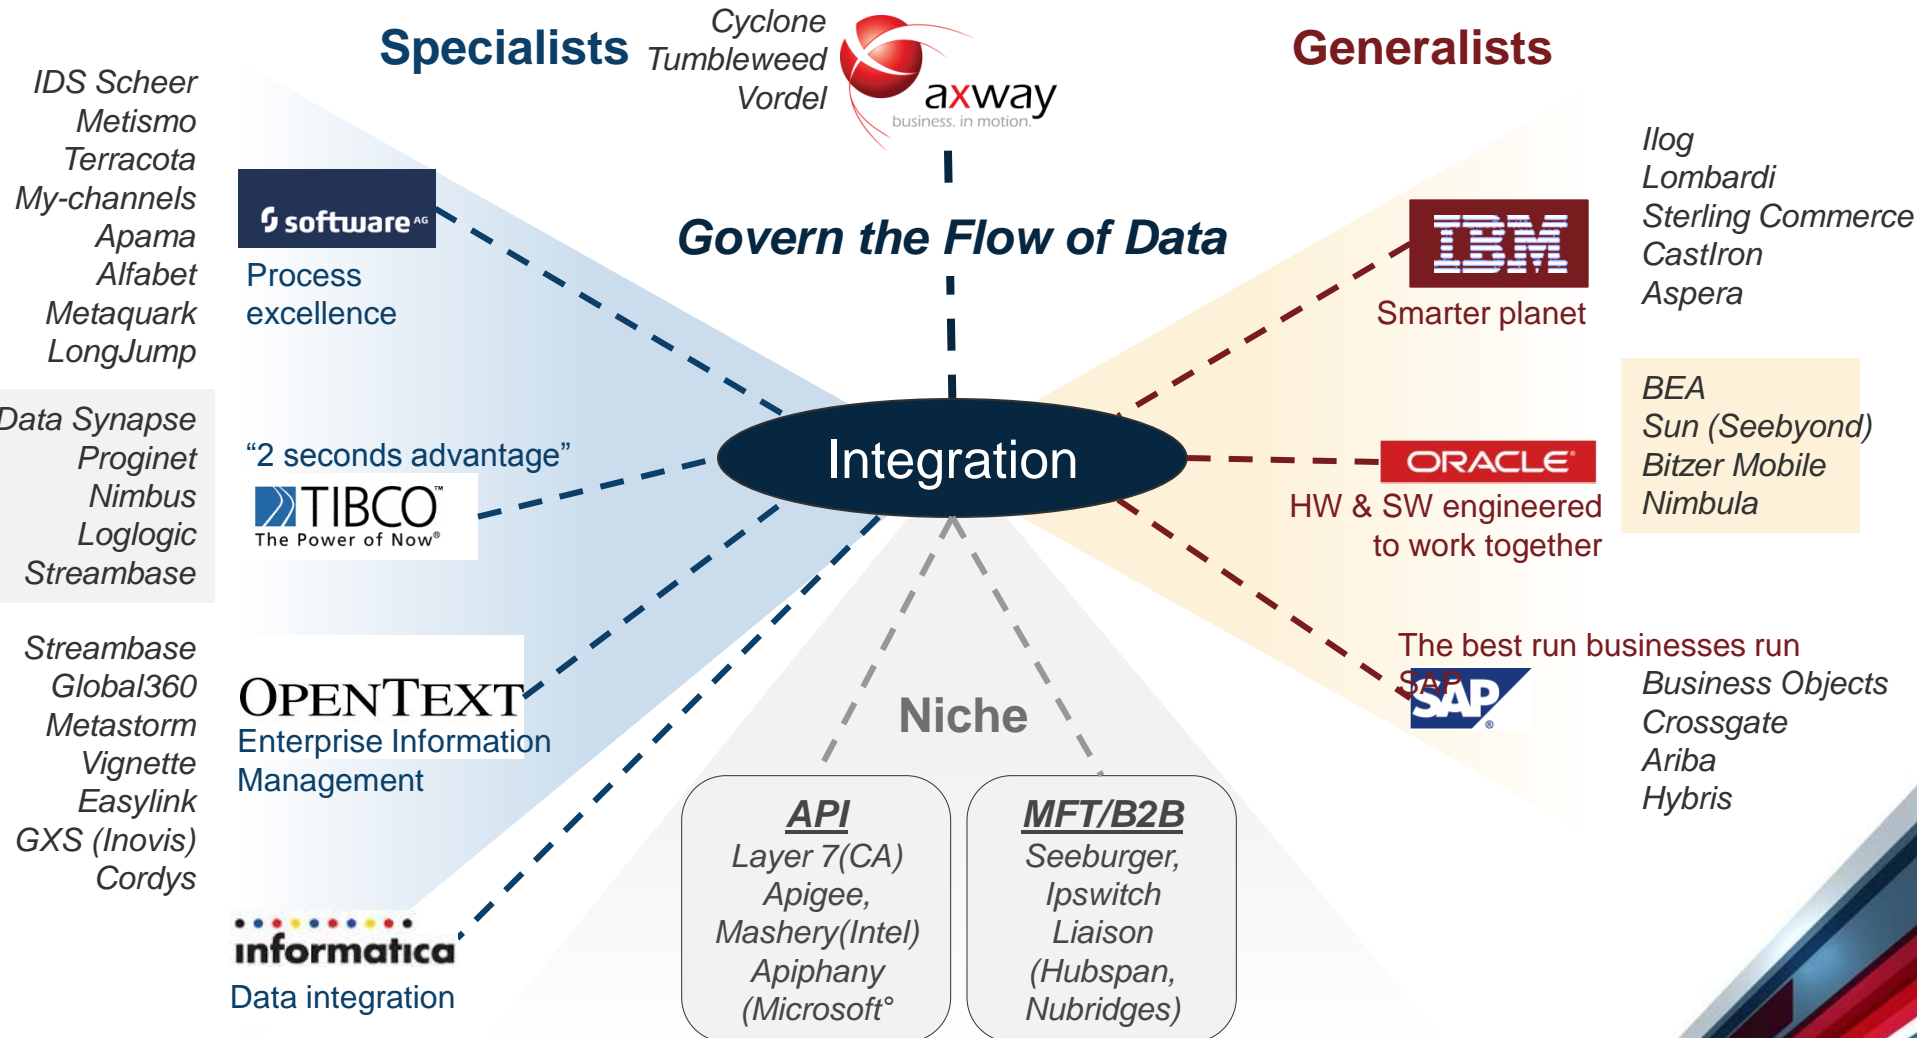 Specialists
Cyclone
Tumbleweed
Vordel
axway
business. in motion.
Generalists
IDS Scheer
Metismo
Terracota
My-channels
Apama
Alfabet
Metaquark
LongJump
software AG
Process
excellence
Govern the Flow of Data
IBM
Smarter planet
Ilog
Lombardi
Sterling Commerce
CastIron
Aspera
Data Synapse
Proginet
Nimbus
Loglogic
Streambase
“2 seconds advantage”
TIBCO™
The Power of Now®
Integration
ORACLE®
HW & SW engineered
to work together
BEA
Sun (Seebyond)
Bitzer Mobile
Nimbula
Streambase
Global360
Metastorm
Vignette
Easylink
GXS (Inovis)
Cordys
OPENTEXT
Enterprise Information
Management
The best run businesses run
SAP
SAP®
Business Objects
Crossgate
Ariba
Hybris
informatica
Data integration
Niche
API
Layer 7(CA)
Apigee,
Mashery(Intel)
Apiphany
(Microsoft°
MFT/B2B
Seeburger,
Ipswitch
Liaison
(Hubspan,
Nubridges)